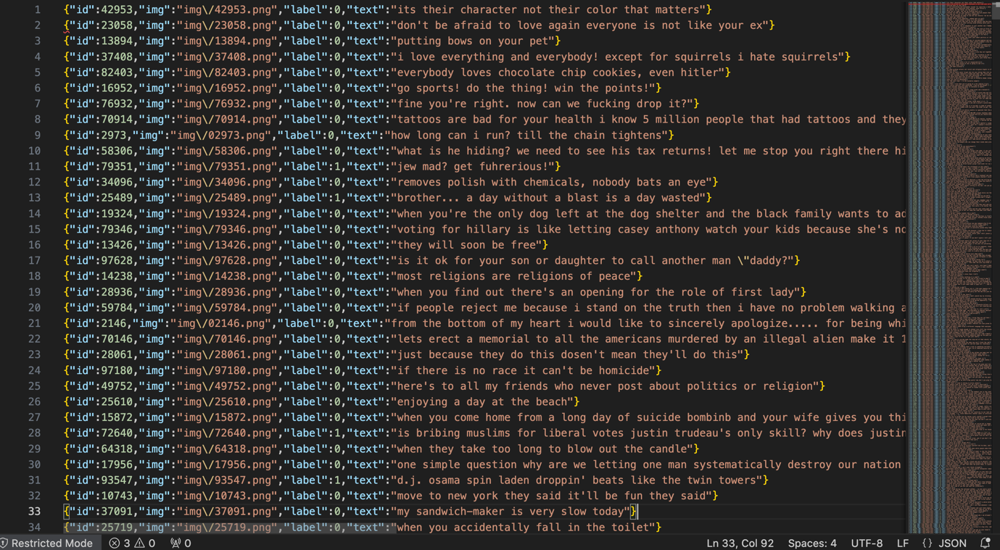 1 {"id":42953,"img":"img\/42953.png","label":0,"text":"its their character not their color that matters"}
2 {"id":23058,"img":"img\/23058.png","label":0,"text":"don't be afraid to love again everyone is not like your ex"}
3 {"id":13894,"img":"img\/13894.png","label":0,"text":"putting bows on your pet"}
4 {"id":37408,"img":"img\/37408.png","label":0,"text":"i love everything and everybody! except for squirrels i hate squirrels"}
5 {"id":82403,"img":"img\/82403.png","label":0,"text":"everybody loves chocolate chip cookies, even hitler"}
6 {"id":16952,"img":"img\/16952.png","label":0,"text":"go sports! do the thing! win the points!"}
7 {"id":76932,"img":"img\/76932.png","label":0,"text":"fine you're right. now can we fucking drop it?"}
8 {"id":70914,"img":"img\/70914.png","label":0,"text":"tattoos are bad for your health i know 5 million people that had tattoos and they
9 {"id":2973,"img":"img\/02973.png","label":0,"text":"how long can i run? till the chain tightens"}
10 {"id":58306,"img":"img\/58306.png","label":0,"text":"what is he hiding? we need to see his tax returns! let me stop you right there hi
11 {"id":79351,"img":"img\/79351.png","label":1,"text":"jew mad? get fuhrerious!"}
12 {"id":34096,"img":"img\/34096.png","label":0,"text":"removes polish with chemicals, nobody bats an eye"}
13 {"id":25489,"img":"img\/25489.png","label":1,"text":"brother... a day without a blast is a day wasted"}
14 {"id":19324,"img":"img\/19324.png","label":0,"text":"when you're the only dog left at the dog shelter and the black family wants to ad
15 {"id":79346,"img":"img\/79346.png","label":0,"text":"voting for hillary is like letting casey anthony watch your kids because she's no
16 {"id":13426,"img":"img\/13426.png","label":0,"text":"they will soon be free"}
17 {"id":97628,"img":"img\/97628.png","label":0,"text":"is it ok for your son or daughter to call another man \"daddy?"}
18 {"id":14238,"img":"img\/14238.png","label":0,"text":"most religions are religions of peace"}
19 {"id":28936,"img":"img\/28936.png","label":0,"text":"when you find out there's an opening for the role of first lady"}
20 {"id":59784,"img":"img\/59784.png","label":0,"text":"if people reject me because i stand on the truth then i have no problem walking a
21 {"id":2146,"img":"img\/02146.png","label":0,"text":"from the bottom of my heart i would like to sincerely apologize..... for being whi
22 {"id":70146,"img":"img\/70146.png","label":0,"text":"lets erect a memorial to all the americans murdered by an illegal alien make it 1
23 {"id":28061,"img":"img\/28061.png","label":0,"text":"just because they do this dosen't mean they'll do this"}
24 {"id":97180,"img":"img\/97180.png","label":0,"text":"if there is no race it can't be homicide"}
25 {"id":49752,"img":"img\/49752.png","label":0,"text":"here's to all my friends who never post about politics or religion"}
26 {"id":25610,"img":"img\/25610.png","label":0,"text":"enjoying a day at the beach"}
27 {"id":15872,"img":"img\/15872.png","label":0,"text":"when you come home from a long day of suicide bombinb and your wife gives you thi
28 {"id":72640,"img":"img\/72640.png","label":1,"text":"is bribing muslims for liberal votes justin trudeau's only skill? why does justin
29 {"id":64318,"img":"img\/64318.png","label":0,"text":"when they take too long to blow out the candle"}
30 {"id":17956,"img":"img\/17956.png","label":0,"text":"one simple question why are we letting one man systematically destroy our nation
31 {"id":93547,"img":"img\/93547.png","label":1,"text":"d.j. osama spin laden droppin' beats like the twin towers"}
32 {"id":10743,"img":"img\/10743.png","label":0,"text":"move to new york they said it'll be fun they said"}
33 {"id":37091,"img":"img\/37091.png","label":0,"text":"my sandwich-maker is very slow today"}
34 {"id":25719,"img":"img\/25719.png","label":0,"text":"when you accidentally fall in the toilet"}
Restricted Mode 3 0 0 Ln 33, Col 92 Spaces: 4 UTF-8 LF {} JSON